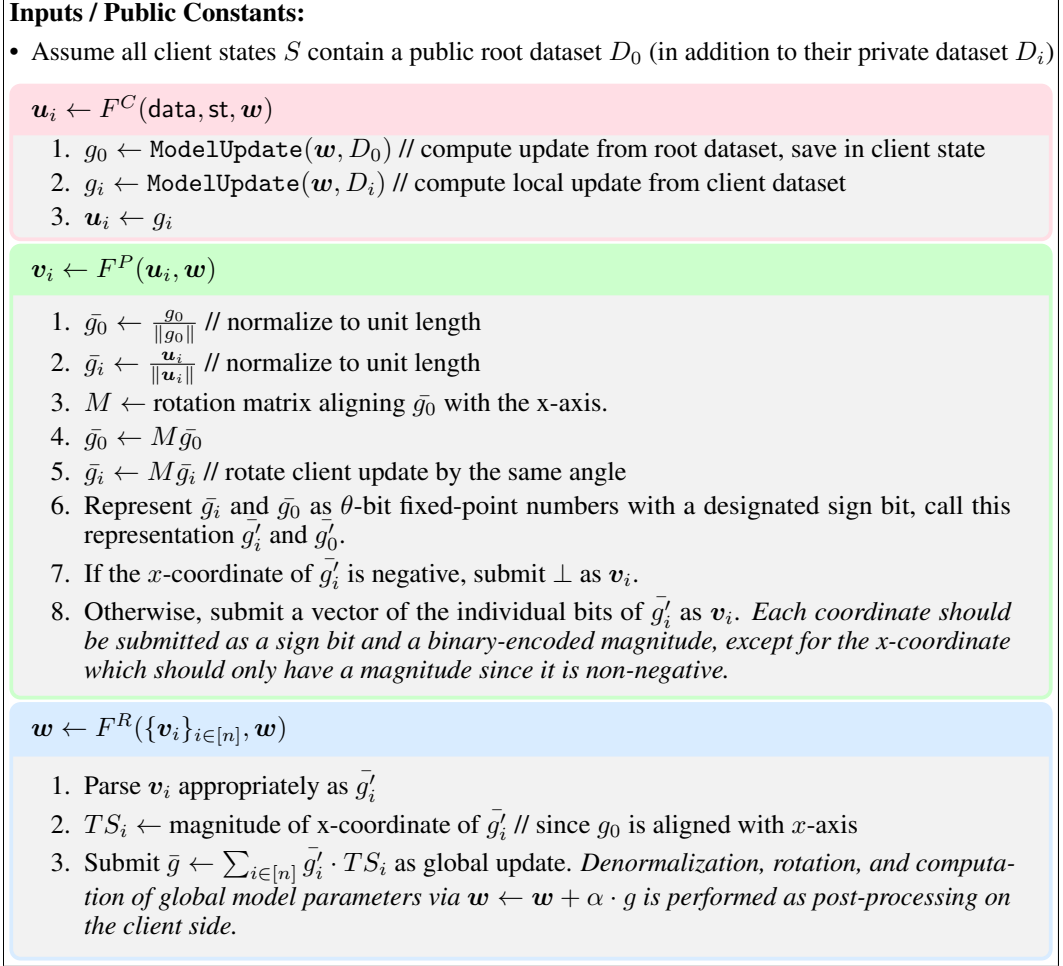 Inputs / Public Constants:
• Assume all client states S contain a public root dataset D₀ (in addition to their private dataset Dᵢ)
𝒖ᵢ ← F^C(data, st, 𝒘)
1. g₀ ← ModelUpdate(𝒘, D₀) // compute update from root dataset, save in client state
2. gᵢ ← ModelUpdate(𝒘, Dᵢ) // compute local update from client dataset
3. 𝒖ᵢ ← gᵢ
𝒗ᵢ ← F^P(𝒖ᵢ, 𝒘)
1. ḡ₀ ← g₀/‖g₀‖ // normalize to unit length
2. ḡᵢ ← 𝒖ᵢ/‖𝒖ᵢ‖ // normalize to unit length
3. M ← rotation matrix aligning ḡ₀ with the x-axis.
4. ḡ₀ ← Mḡ₀
5. ḡᵢ ← Mḡᵢ // rotate client update by the same angle
6. Represent ḡᵢ and ḡ₀ as θ-bit fixed-point numbers with a designated sign bit, call this
representation ḡ′ᵢ and ḡ′₀.
7. If the x-coordinate of ḡ′ᵢ is negative, submit ⊥ as 𝒗ᵢ.
8. Otherwise, submit a vector of the individual bits of ḡ′ᵢ as 𝒗ᵢ. Each coordinate should
be submitted as a sign bit and a binary-encoded magnitude, except for the x-coordinate
which should only have a magnitude since it is non-negative.
𝒘 ← F^R({𝒗ᵢ}_{i∈[n]}, 𝒘)
1. Parse 𝒗ᵢ appropriately as ḡ′ᵢ
2. TSᵢ ← magnitude of x-coordinate of ḡ′ᵢ // since g₀ is aligned with x-axis
3. Submit ḡ ← ∑_{i∈[n]} ḡ′ᵢ · TSᵢ as global update. Denormalization, rotation, and computa-
tion of global model parameters via 𝒘 ← 𝒘 + α · g is performed as post-processing on
the client side.